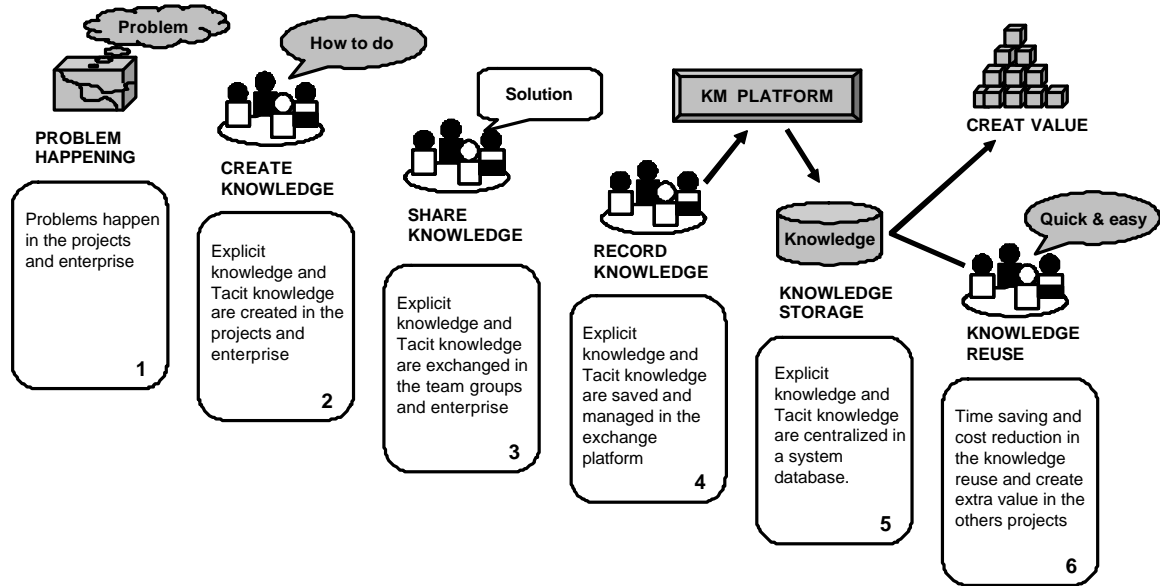 Problem
PROBLEM
HAPPENING
Problems happen
in the projects
and enterprise
1
How to do
CREATE
KNOWLEDGE
Explicit
knowledge and
Tacit knowledge
are created in the
projects and
enterprise
2
Solution
SHARE
KNOWLEDGE
Explicit
knowledge and
Tacit knowledge
are exchanged in
the team groups
and enterprise
3
RECORD
KNOWLEDGE
Explicit
knowledge and
Tacit knowledge
are saved and
managed in the
exchange
platform
4
KM PLATFORM
Knowledge
KNOWLEDGE
STORAGE
Explicit
knowledge and
Tacit knowledge
are centralized in
a system
database.
5
CREAT VALUE
Quick & easy
KNOWLEDGE
REUSE
Time saving and
cost reduction in
the knowledge
reuse and create
extra value in the
others projects
6